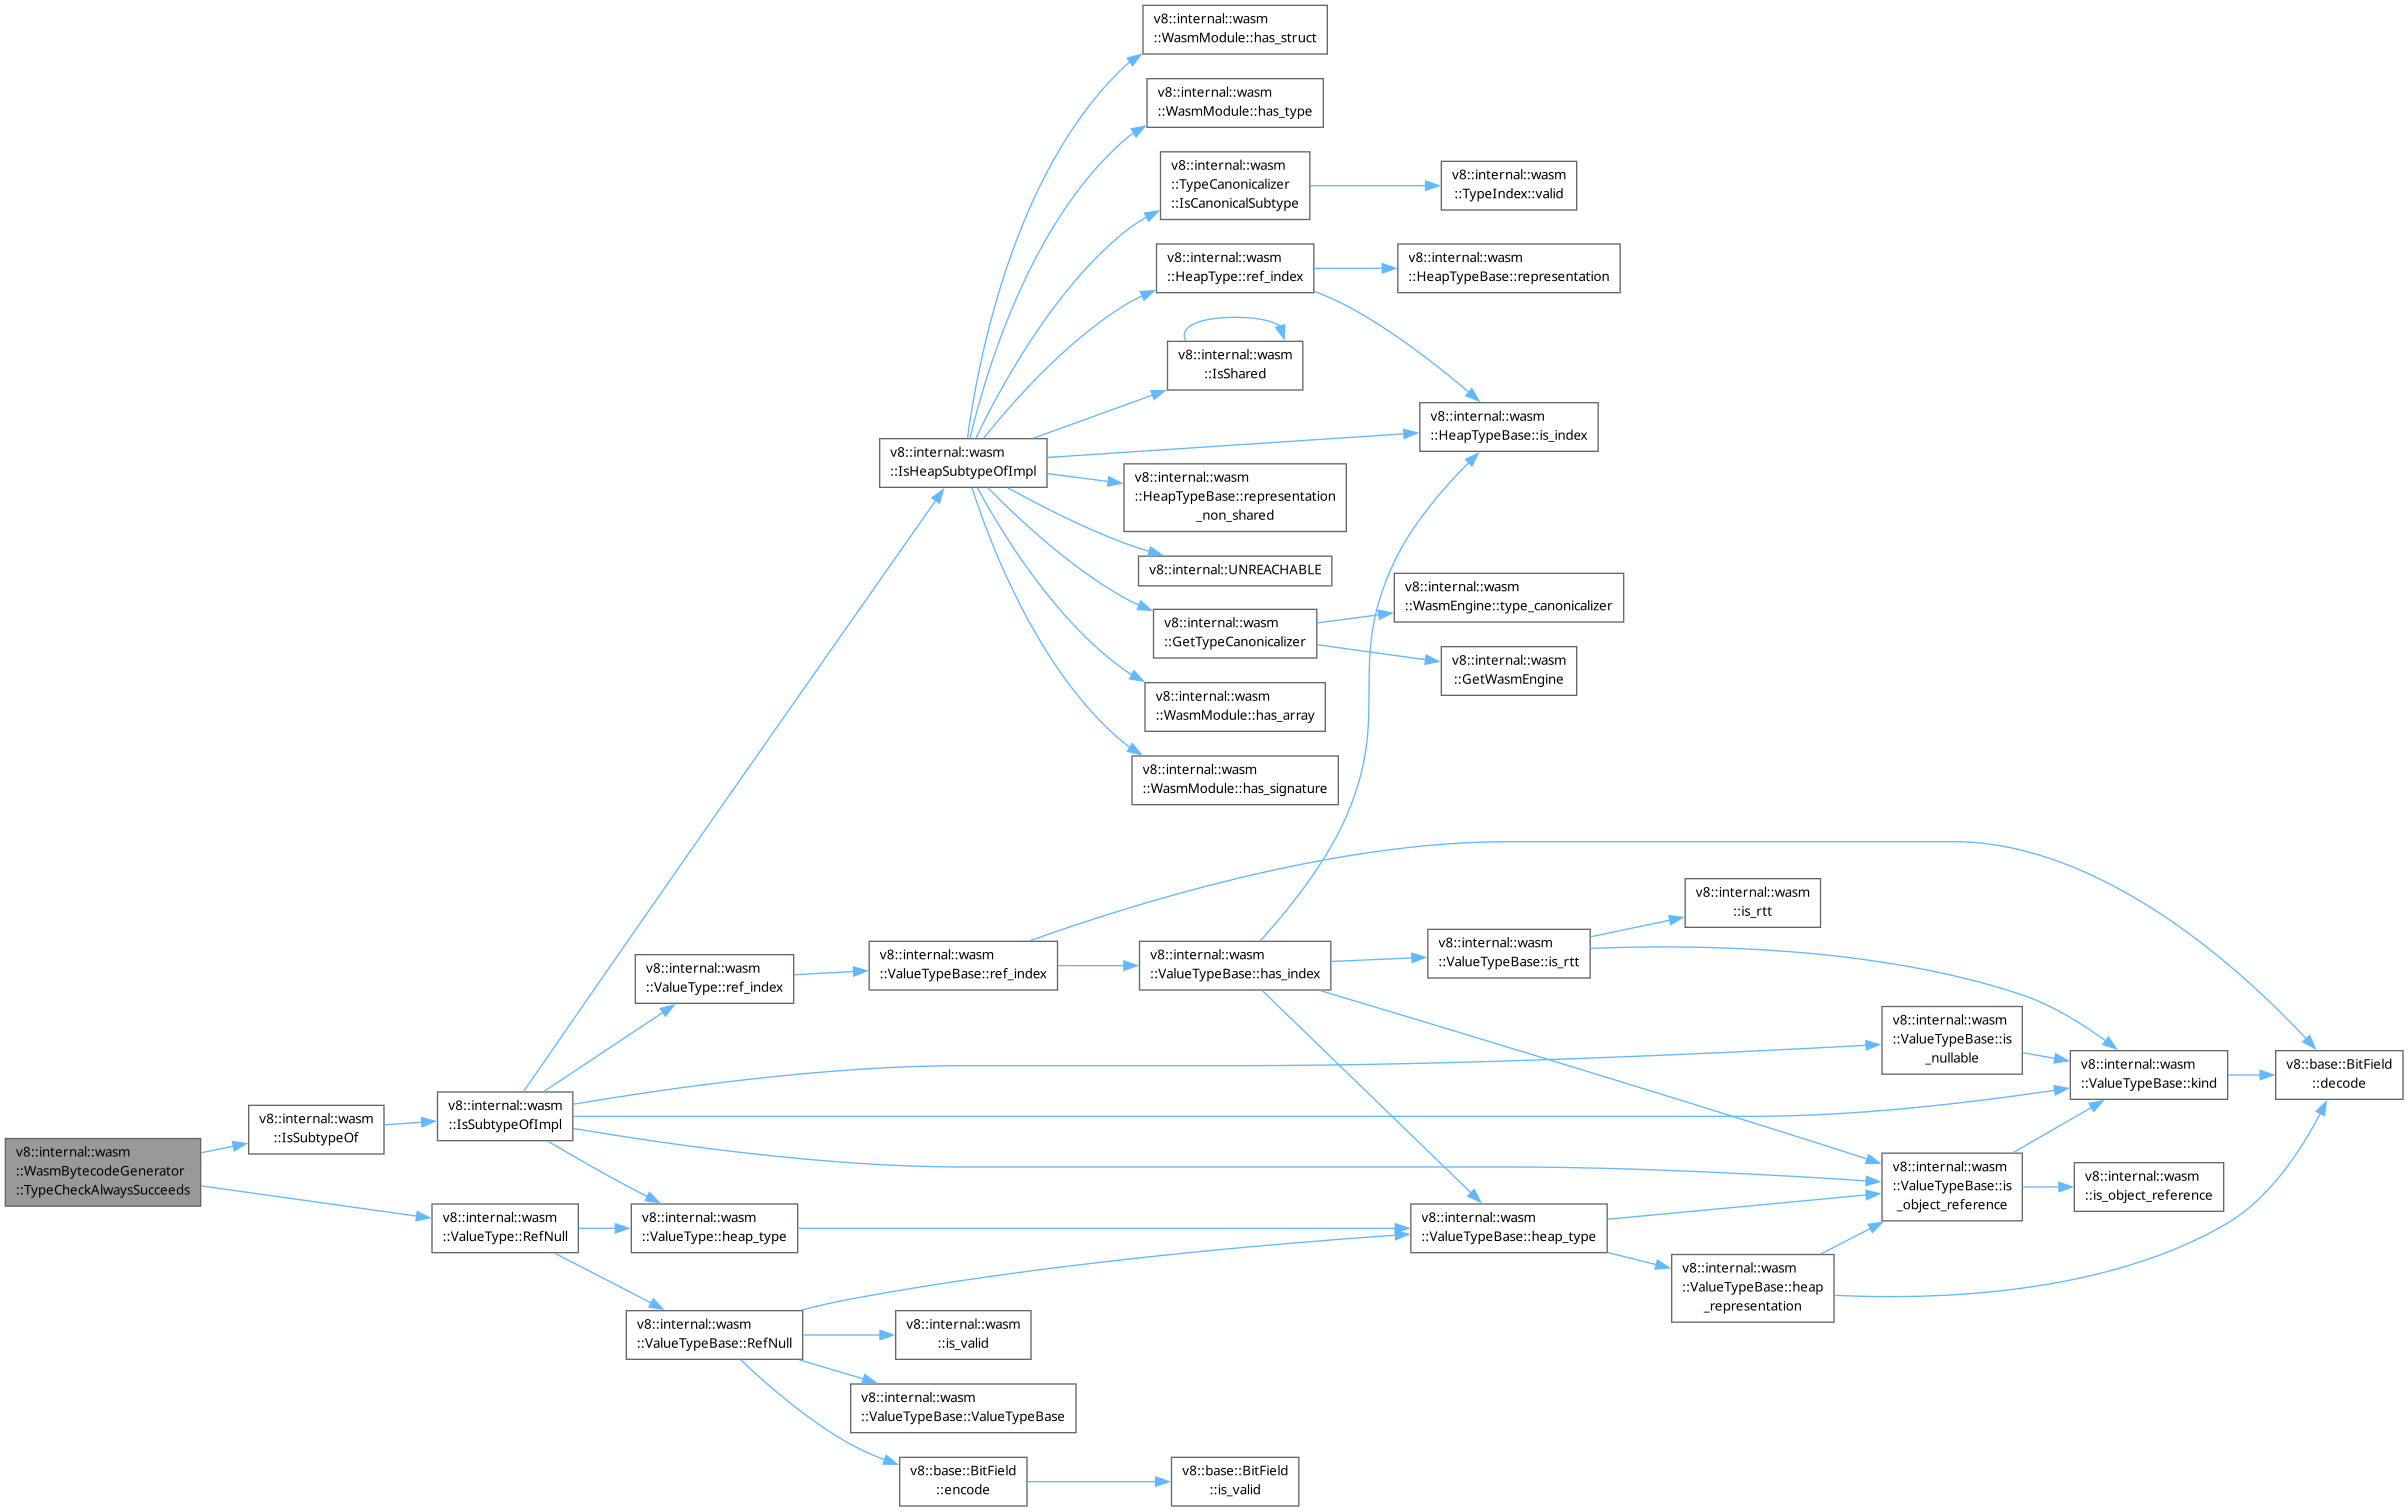 v8::internal::wasm
::WasmModule::has_struct
v8::internal::wasm
::WasmModule::has_type
v8::internal::wasm
::TypeCanonicalizer
::IsCanonicalSubtype
v8::internal::wasm
::TypeIndex::valid
v8::internal::wasm
::HeapType::ref_index
v8::internal::wasm
::HeapTypeBase::representation
v8::internal::wasm
::IsShared
v8::internal::wasm
::HeapTypeBase::is_index
v8::internal::wasm
::IsHeapSubtypeOfImpl
v8::internal::wasm
::HeapTypeBase::representation
_non_shared
v8::internal::UNREACHABLE
v8::internal::wasm
::WasmEngine::type_canonicalizer
v8::internal::wasm
::GetTypeCanonicalizer
v8::internal::wasm
::GetWasmEngine
v8::internal::wasm
::WasmModule::has_array
v8::internal::wasm
::WasmModule::has_signature
v8::internal::wasm
::is_rtt
v8::internal::wasm
::ValueType::ref_index
v8::internal::wasm
::ValueTypeBase::ref_index
v8::internal::wasm
::ValueTypeBase::has_index
v8::internal::wasm
::ValueTypeBase::is_rtt
v8::internal::wasm
::ValueTypeBase::is
_nullable
v8::internal::wasm
::ValueTypeBase::kind
v8::base::BitField
::decode
v8::internal::wasm
::WasmBytecodeGenerator
::TypeCheckAlwaysSucceeds
v8::internal::wasm
::IsSubtypeOf
v8::internal::wasm
::IsSubtypeOfImpl
v8::internal::wasm
::ValueTypeBase::is
_object_reference
v8::internal::wasm
::is_object_reference
v8::internal::wasm
::ValueType::RefNull
v8::internal::wasm
::ValueType::heap_type
v8::internal::wasm
::ValueTypeBase::heap_type
v8::internal::wasm
::ValueTypeBase::heap
_representation
v8::internal::wasm
::ValueTypeBase::RefNull
v8::internal::wasm
::is_valid
v8::internal::wasm
::ValueTypeBase::ValueTypeBase
v8::base::BitField
::encode
v8::base::BitField
::is_valid